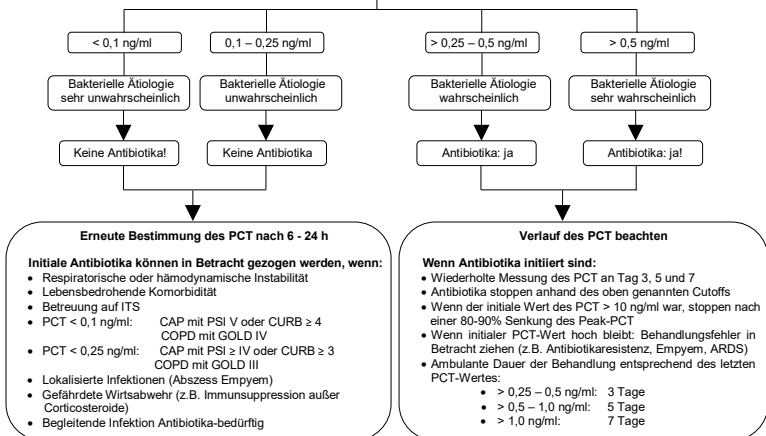 < 0,1 ng/ml
0,1 – 0,25 ng/ml
> 0,25 – 0,5 ng/ml
> 0,5 ng/ml
Bakterielle Ätiologie
sehr unwahrscheinlich
Bakterielle Ätiologie
unwahrscheinlich
Bakterielle Ätiologie
wahrscheinlich
Bakterielle Ätiologie
sehr wahrscheinlich
Keine Antibiotika!
Keine Antibiotika
Antibiotika: ja
Antibiotika: ja!
Erneute Bestimmung des PCT nach 6 - 24 h
Initiale Antibiotika können in Betracht gezogen werden, wenn:
• Respiratorische oder hämodynamische Instabilität
• Lebensbedrohende Komorbidität
• Betreuung auf ITS
• PCT < 0,1 ng/ml: CAP mit PSI V oder CURB ≥ 4
COPD mit GOLD IV
• PCT < 0,25 ng/ml: CAP mit PSI ≥ IV oder CURB ≥ 3
COPD mit GOLD III
• Lokalisierte Infektionen (Abszess Empyem)
• Gefährdete Wirtsabwehr (z.B. Immunsuppression außer
Corticosteroide)
• Begleitende Infektion Antibiotika-bedürftig
Verlauf des PCT beachten
Wenn Antibiotika initiiert sind:
• Wiederholte Messung des PCT an Tag 3, 5 und 7
• Antibiotika stoppen anhand des oben genannten Cutoffs
• Wenn der initiale Wert des PCT > 10 ng/ml war, stoppen nach
einer 80-90% Senkung des Peak-PCT
• Wenn initialer PCT-Wert hoch bleibt: Behandlungsfehler in
Betracht ziehen (z.B. Antibiotikaresistenz, Empyem, ARDS)
• Ambulante Dauer der Behandlung entsprechend des letzten
PCT-Wertes:
• > 0,25 – 0,5 ng/ml: 3 Tage
• > 0,5 – 1,0 ng/ml: 5 Tage
• > 1,0 ng/ml: 7 Tage